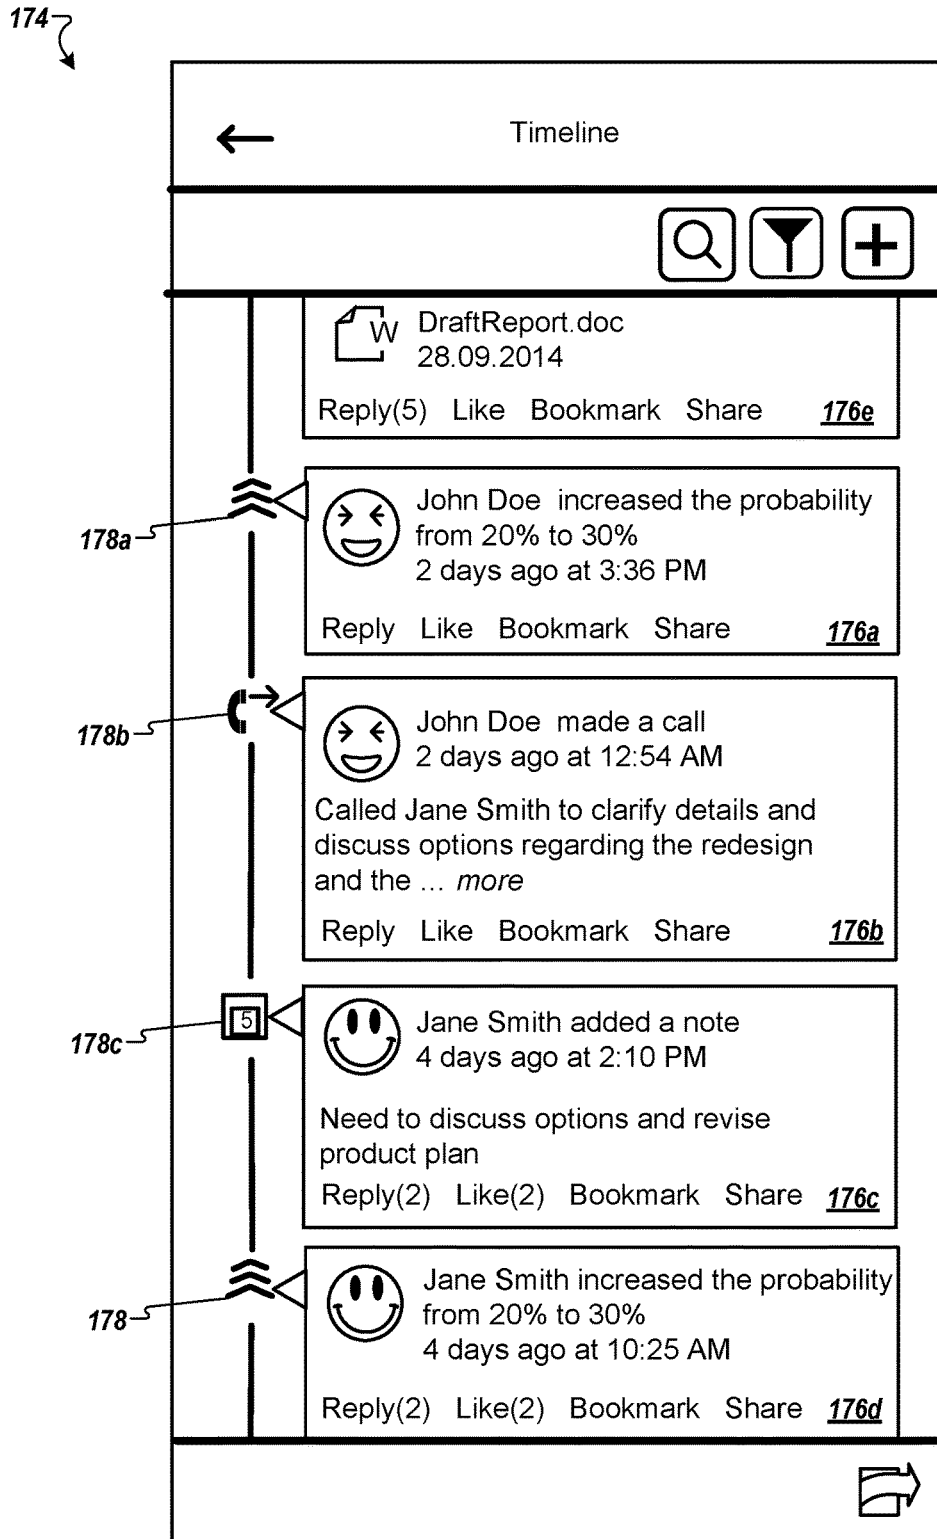 174
Timeline
W
DraftReport.doc
28.09.2014
Reply(5) Like Bookmark Share 176e
John Doe increased the probability
from 20% to 30%
2 days ago at 3:36 PM
178a
Reply Like Bookmark Share 176a
John Doe made a call
2 days ago at 12:54 AM
178b
Called Jane Smith to clarify details and
discuss options regarding the redesign
and the ... more
Reply Like Bookmark Share 176b
5
Jane Smith added a note
4 days ago at 2:10 PM
178c
Need to discuss options and revise
product plan
Reply(2) Like(2) Bookmark Share 176c
Jane Smith increased the probability
from 20% to 30%
4 days ago at 10:25 AM
178
Reply(2) Like(2) Bookmark Share 176d